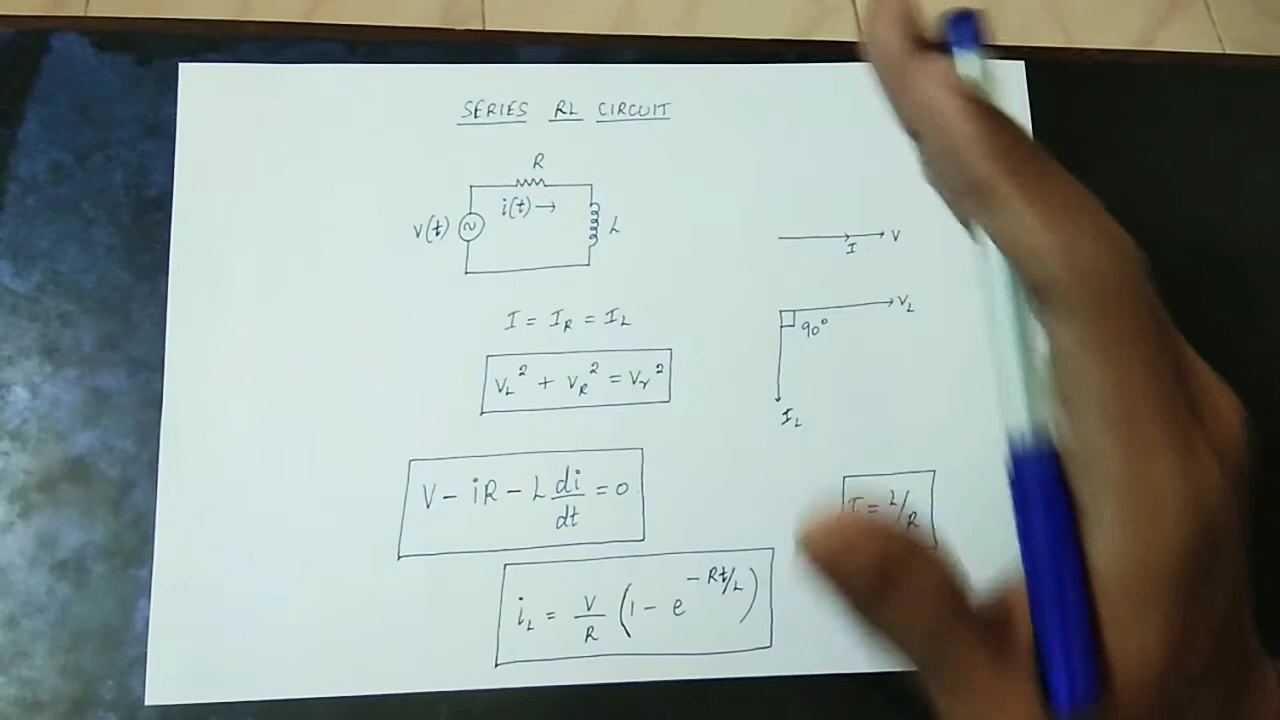 SERIES RL CIRCUIT
R
i(t) →
v(t)
L
I = I_R = I_L
V_L² + V_R² = V_T²
V - iR - L di/dt = 0
i_L = V/R (1 - e^(-Rt/L))
V
I
V_L
90°
I_L
τ = L/R